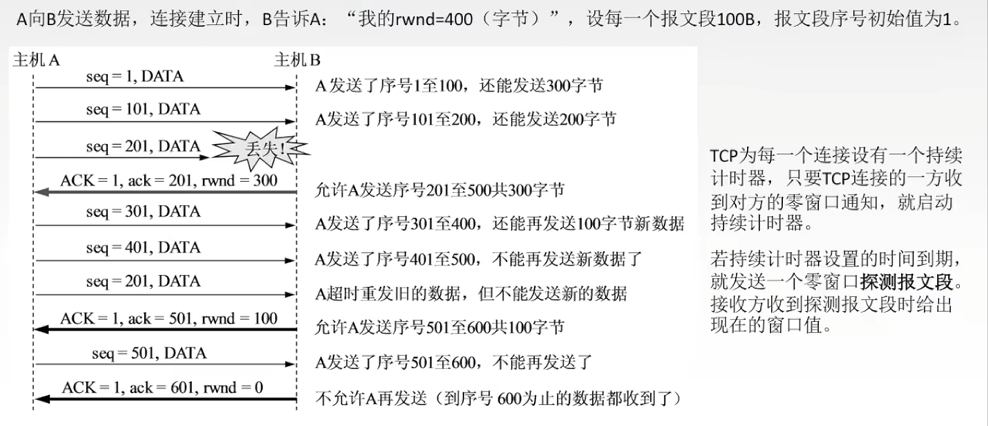 A向B发送数据，连接建立时，B告诉A：“我的rwnd=400（字节）”，设每一个报文段100B，报文段序号初始值为1。
主机A 主机B
seq = 1, DATA A发送了序号1至100，还能发送300字节
seq = 101, DATA A发送了序号101至200，还能发送200字节
seq = 201, DATA 丢失！
ACK = 1, ack = 201, rwnd = 300 允许A发送序号201至500共300字节
seq = 301, DATA A发送了序号301至400，还能再发送100字节新数据
seq = 401, DATA A发送了序号401至500，不能再发送新数据了
seq = 201, DATA A超时重发旧的数据，但不能发送新的数据
ACK = 1, ack = 501, rwnd = 100 允许A发送序号501至600共100字节
seq = 501, DATA A发送了序号501至600，不能再发送了
ACK = 1, ack = 601, rwnd = 0 不允许A再发送（到序号600为止的数据都收到了）
TCP为每一个连接设有一个持续
计时器，只要TCP连接的一方收
到对方的零窗口通知，就启动
持续计时器。
若持续计时器设置的时间到期，
就发送一个零窗口探测报文段。
接收方收到探测报文段时给出
现在的窗口值。